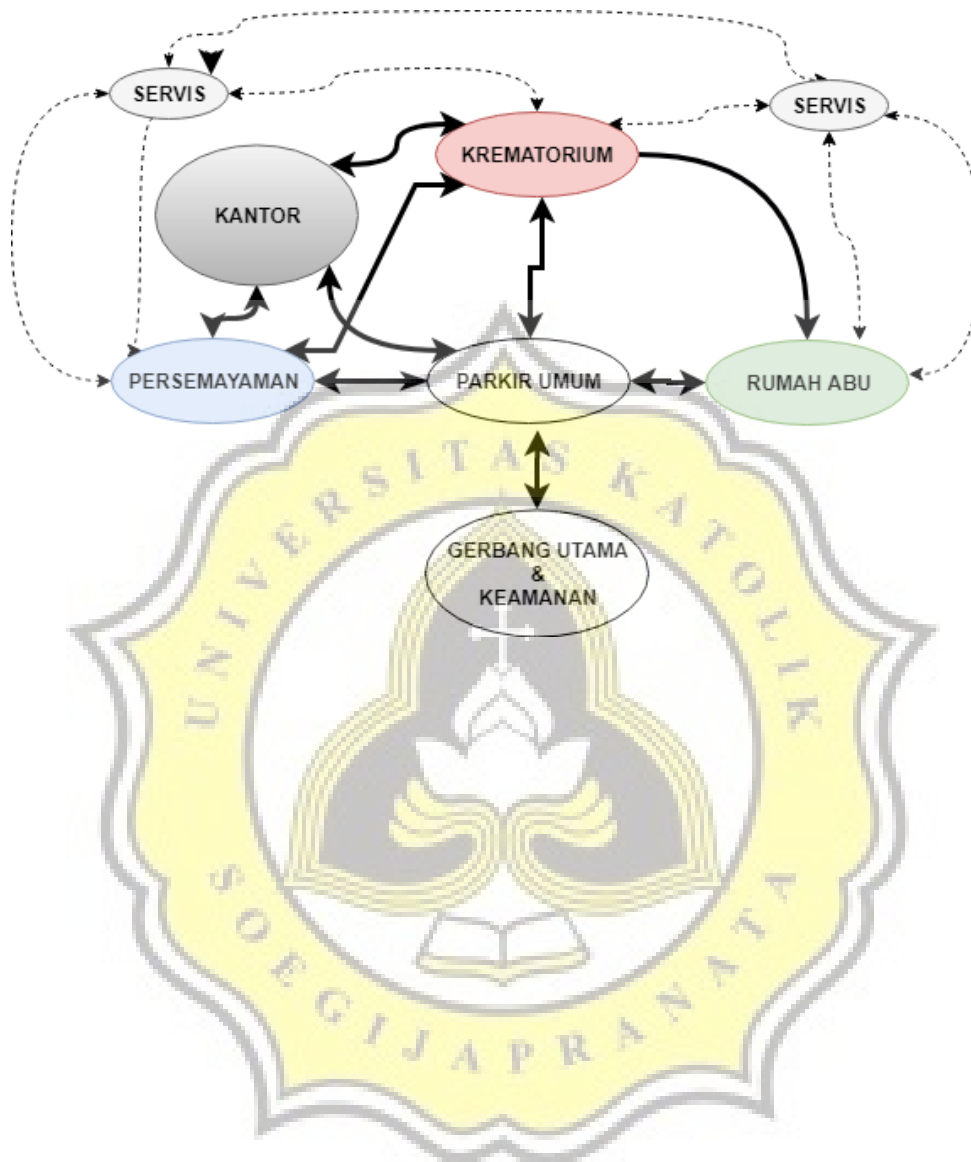 SERVIS
SERVIS
KREMATORIUM
KANTOR
PERSEMAYAMAN
PARKIR UMUM
RUMAH ABU
GERBANG UTAMA
&
KEAMANAN
UNIVERSITAS KATOLIK
SOEGIJAPRANATA